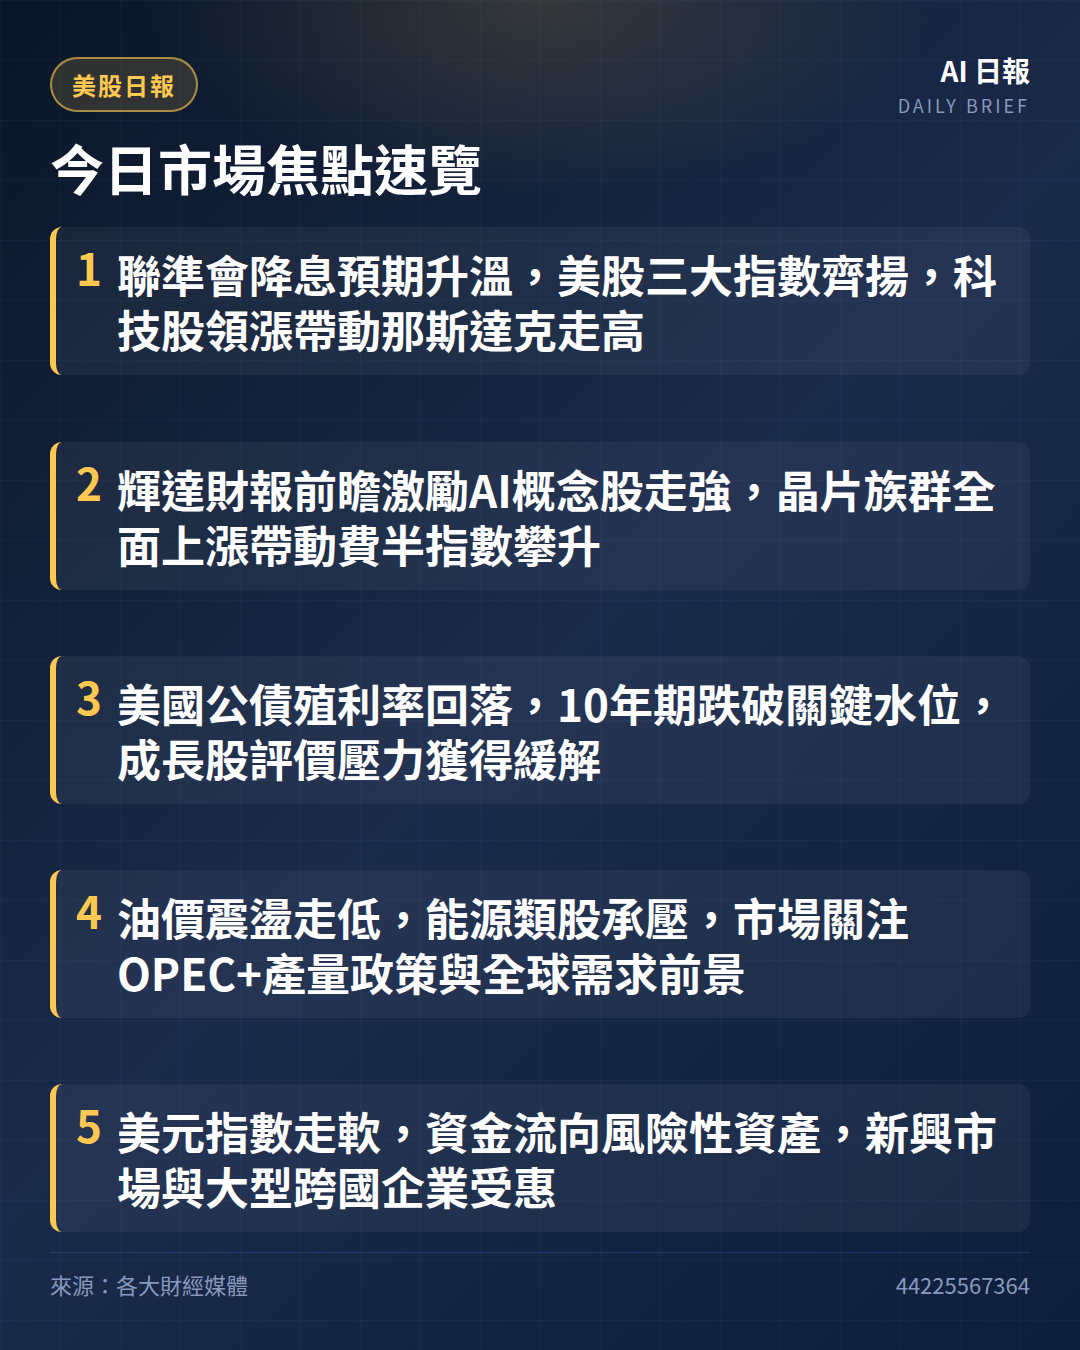 美股日報
AI 日報
DAILY BRIEF
今日市場焦點速覽
1 聯準會降息預期升溫，美股三大指數齊揚，科
技股領漲帶動那斯達克走高
2 輝達財報前瞻激勵AI概念股走強，晶片族群全
面上漲帶動費半指數攀升
3 美國公債殖利率回落，10年期跌破關鍵水位，
成長股評價壓力獲得緩解
4 油價震盪走低，能源類股承壓，市場關注
OPEC+產量政策與全球需求前景
5 美元指數走軟，資金流向風險性資產，新興市
場與大型跨國企業受惠
來源：各大財經媒體
44225567364